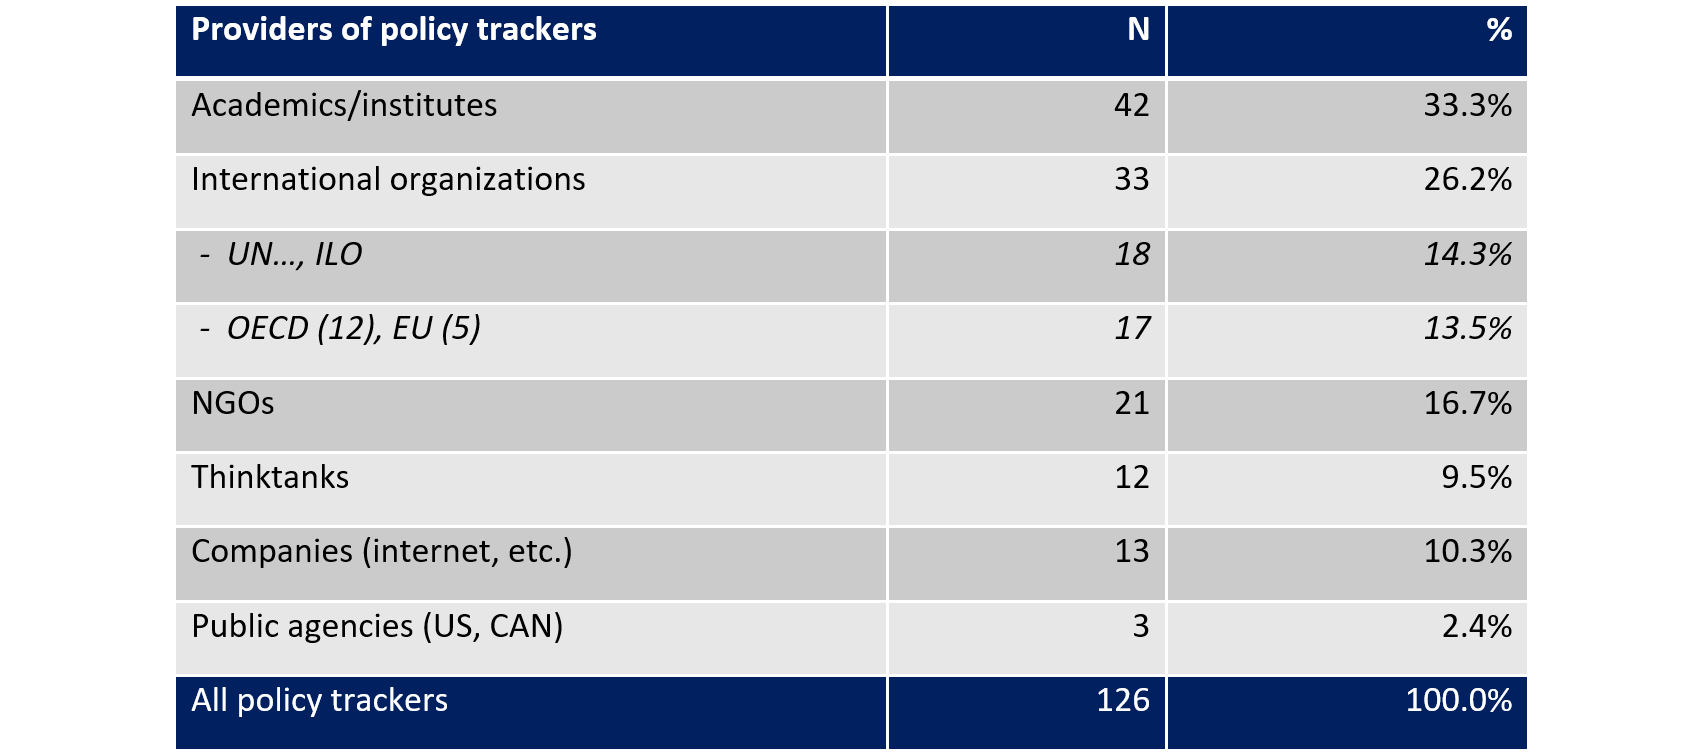 Providers of policy trackers N %
Academics/institutes 42 33.3%
International organizations 33 26.2%
- UN..., ILO 18 14.3%
- OECD (12), EU (5) 17 13.5%
NGOs 21 16.7%
Thinktanks 12 9.5%
Companies (internet, etc.) 13 10.3%
Public agencies (US, CAN) 3 2.4%
All policy trackers 126 100.0%